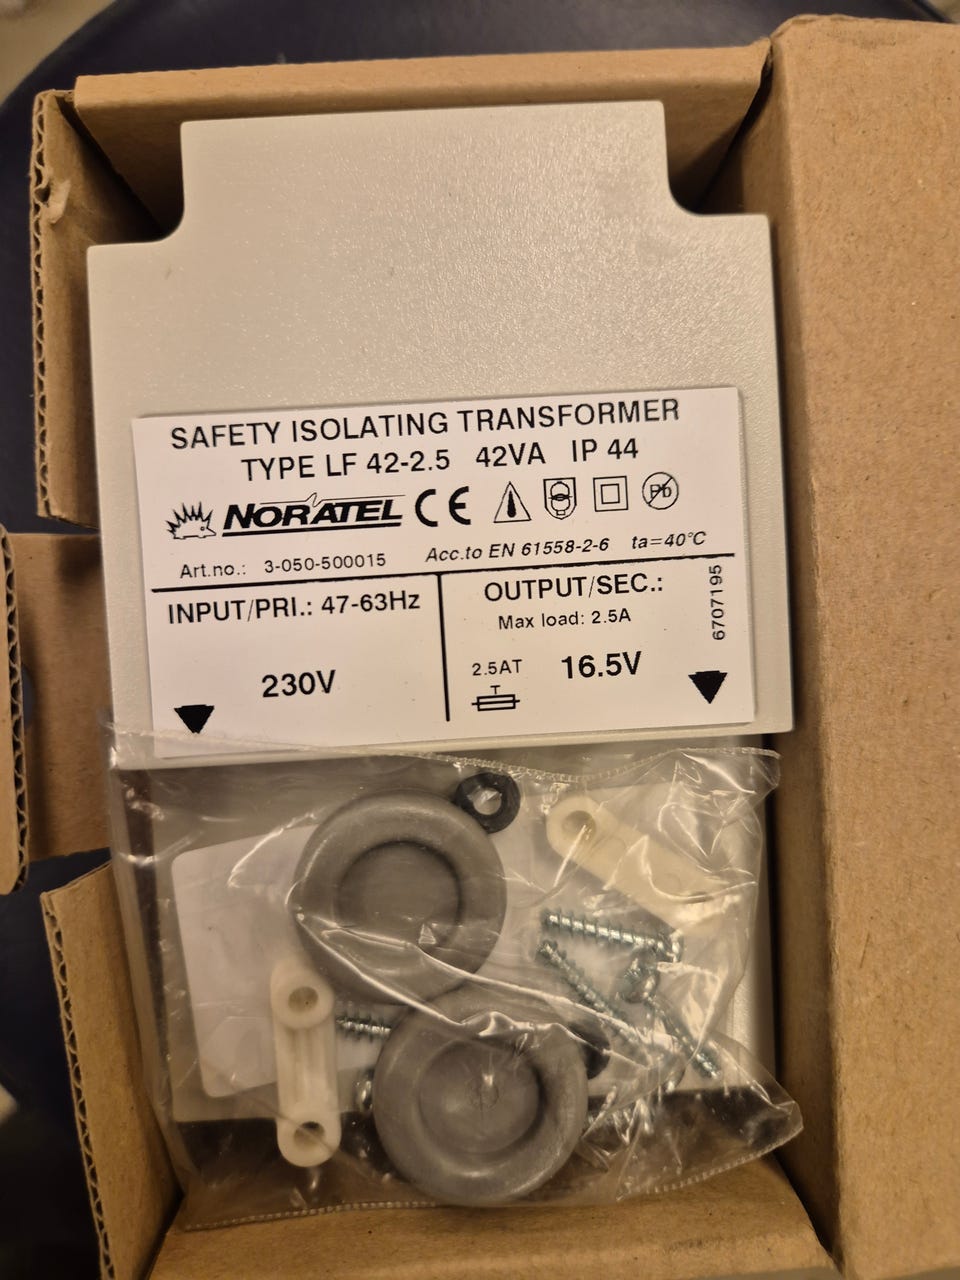 SAFETY ISOLATING TRANSFORMER
TYPE LF 42-2.5 42VA IP 44
NORATEL CE Pb
Art.no.: 3-050-500015 Acc.to EN 61558-2-6 ta=40°C
INPUT/PRI.: 47-63Hz
230V
OUTPUT/SEC.:
Max load: 2.5A
2.5AT 16.5V
T
6707195